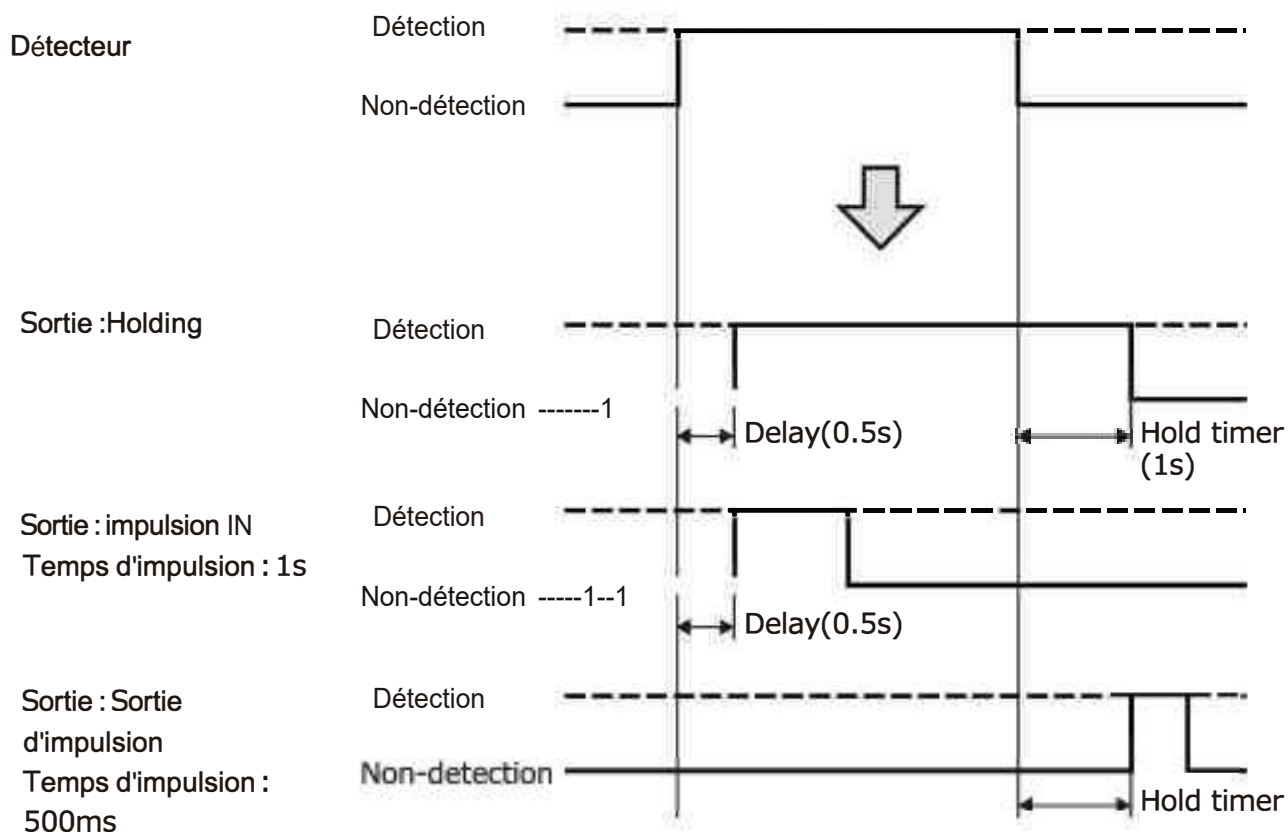 Détection
Détecteur
Non-détection
Sortie :Holding
Détection
Non-détection -------1
Delay(0.5s)
Hold timer
(1s)
Sortie : impulsion IN
Détection
Temps d'impulsion : 1s
Non-détection -----1--1
Delay(0.5s)
Sortie : Sortie
d'impulsion
Détection
Temps d'impulsion :
500ms
Non-detection
Hold timer